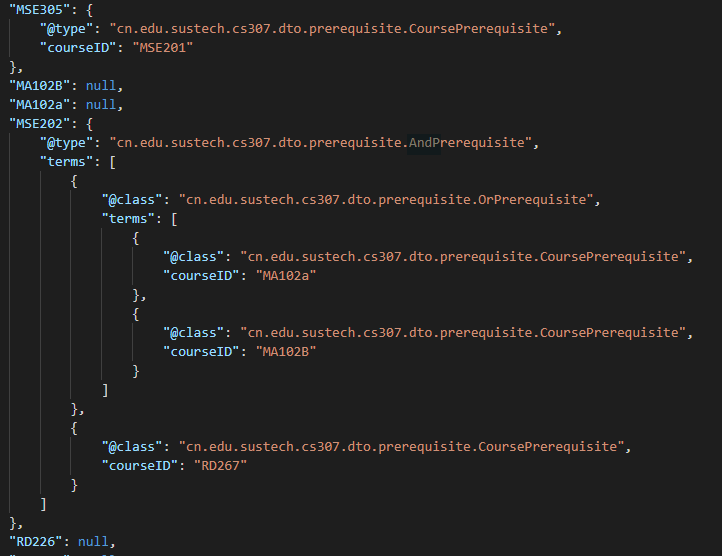 "MSE305": {
"@type": "cn.edu.sustech.cs307.dto.prerequisite.CoursePrerequisite",
"courseID": "MSE201"
},
"MA102B": null,
"MA102a": null,
"MSE202": {
"@type": "cn.edu.sustech.cs307.dto.prerequisite.AndPrerequisite",
"terms": [
{
"@class": "cn.edu.sustech.cs307.dto.prerequisite.OrPrerequisite",
"terms": [
{
"@class": "cn.edu.sustech.cs307.dto.prerequisite.CoursePrerequisite",
"courseID": "MA102a"
},
{
"@class": "cn.edu.sustech.cs307.dto.prerequisite.CoursePrerequisite",
"courseID": "MA102B"
}
]
},
{
"@class": "cn.edu.sustech.cs307.dto.prerequisite.CoursePrerequisite",
"courseID": "RD267"
}
]
},
"RD226": null,